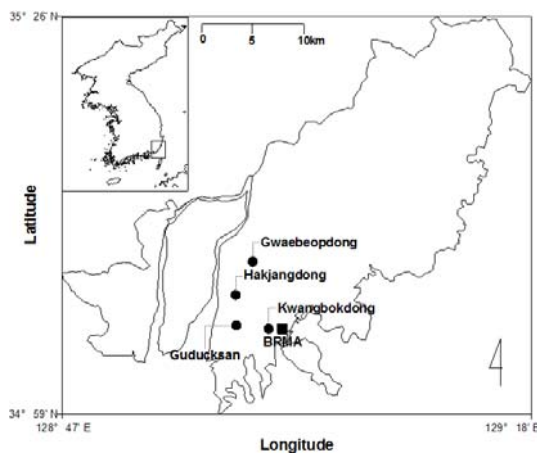 35° 26' N
0 5 10km
Latitude
Gwaebeopdong
Hakjangdong
Kwangbokdong
BRMA
Guducksan
34° 59' N
128° 47' E
129° 18' E
Longitude